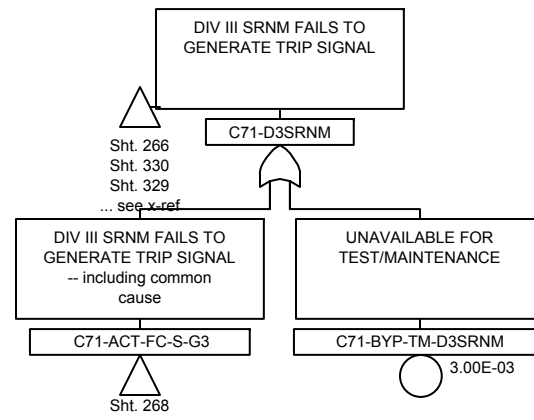 DIV III SRNM FAILS TO
GENERATE TRIP SIGNAL
C71-D3SRNM
Sht. 266
Sht. 330
Sht. 329
... see x-ref
DIV III SRNM FAILS TO
GENERATE TRIP SIGNAL
-- including common
cause
C71-ACT-FC-S-G3
Sht. 268
UNAVAILABLE FOR
TEST/MAINTENANCE
C71-BYP-TM-D3SRNM
3.00E-03